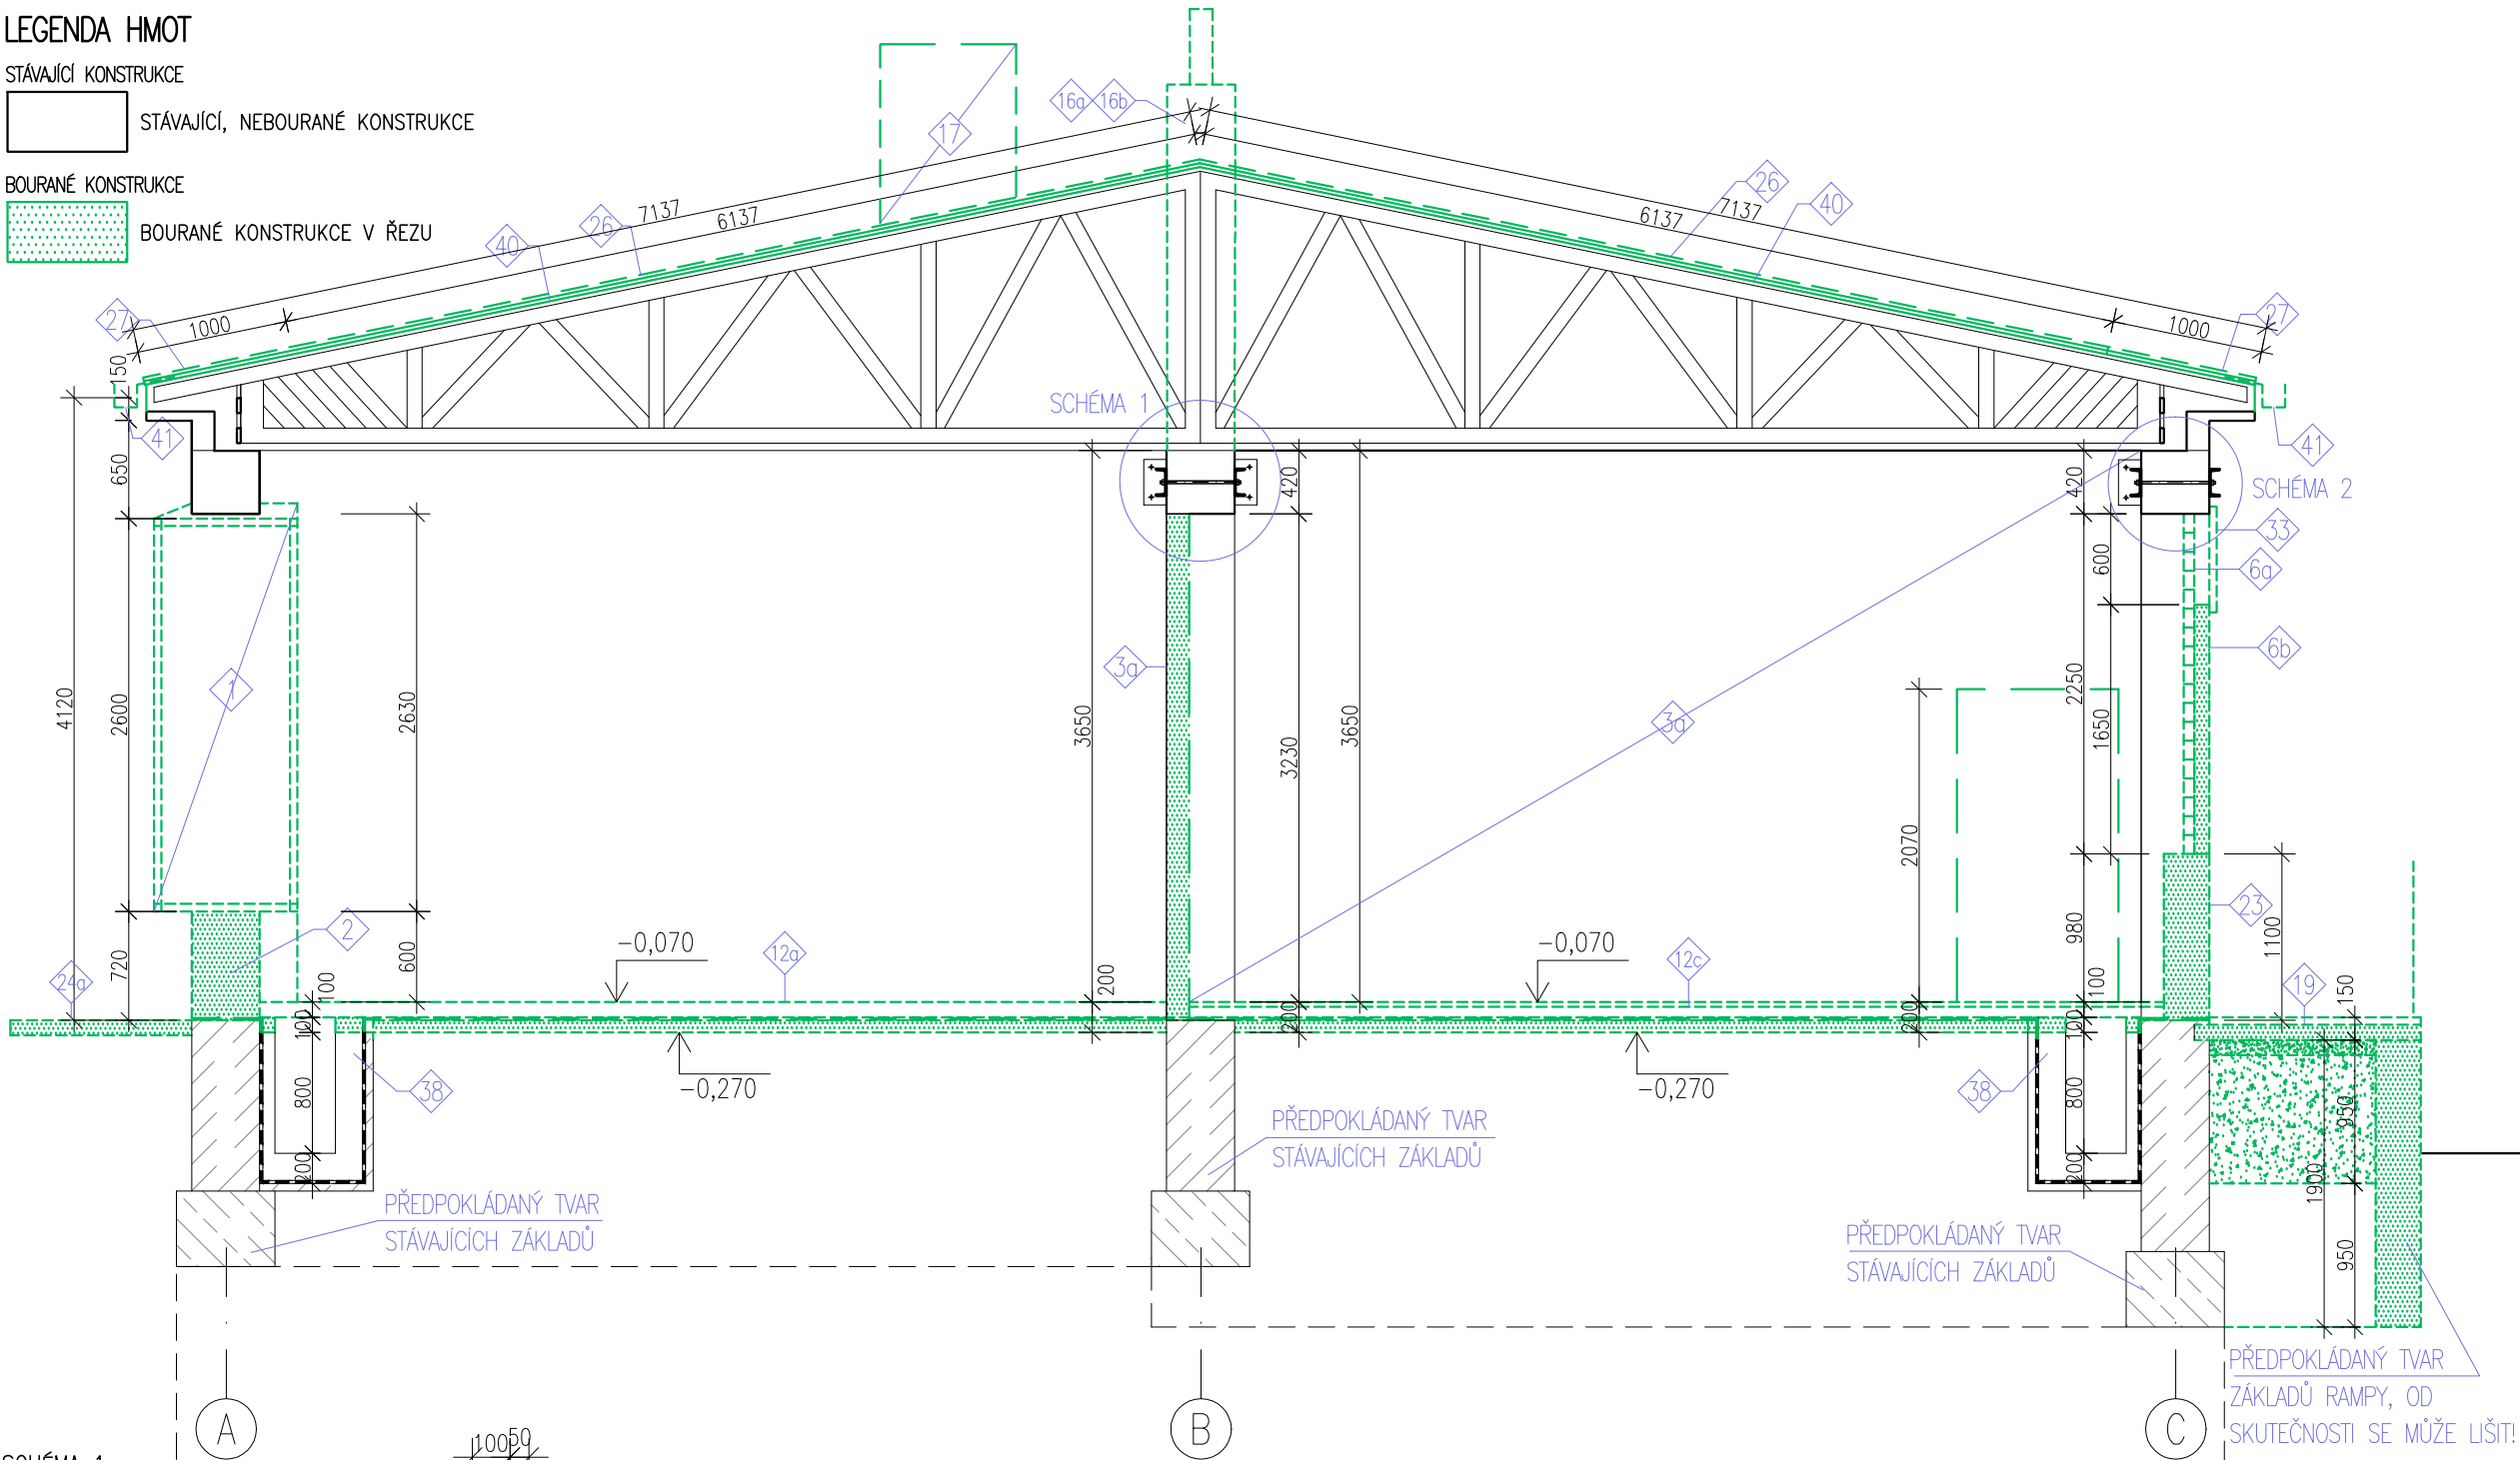 LEGENDA HMOT
STÁVAJÍCÍ KONSTRUKCE
STÁVAJÍCÍ, NEBOURANÉ KONSTRUKCE
BOURANÉ KONSTRUKCE
BOURANÉ KONSTRUKCE V ŘEZU
16a
16b
17
26
7137
6137
40
27
1000
150
41
6137
7137
26
40
1000
27
41
SCHÉMA 1
SCHÉMA 2
650
420
420
33
600
6a
6b
3a
3a
1
4120
2600
2630
3650
3230
3650
2250
1650
2070
2
720
600
100
24a
-0,070
12a
200
-0,070
12c
200
200
980
100
23
1100
19
150
100
100
38
800
200
-0,270
-0,270
38
800
200
950
1900
950
PŘEDPOKLÁDANÝ TVAR
STÁVAJÍCÍCH ZÁKLADŮ
PŘEDPOKLÁDANÝ TVAR
STÁVAJÍCÍCH ZÁKLADŮ
PŘEDPOKLÁDANÝ TVAR
STÁVAJÍCÍCH ZÁKLADŮ
PŘEDPOKLÁDANÝ TVAR
ZÁKLADŮ RAMPY, OD
SKUTEČNOSTI SE MŮŽE LIŠIT!
A
B
C
100
50
SCHÉMA 1